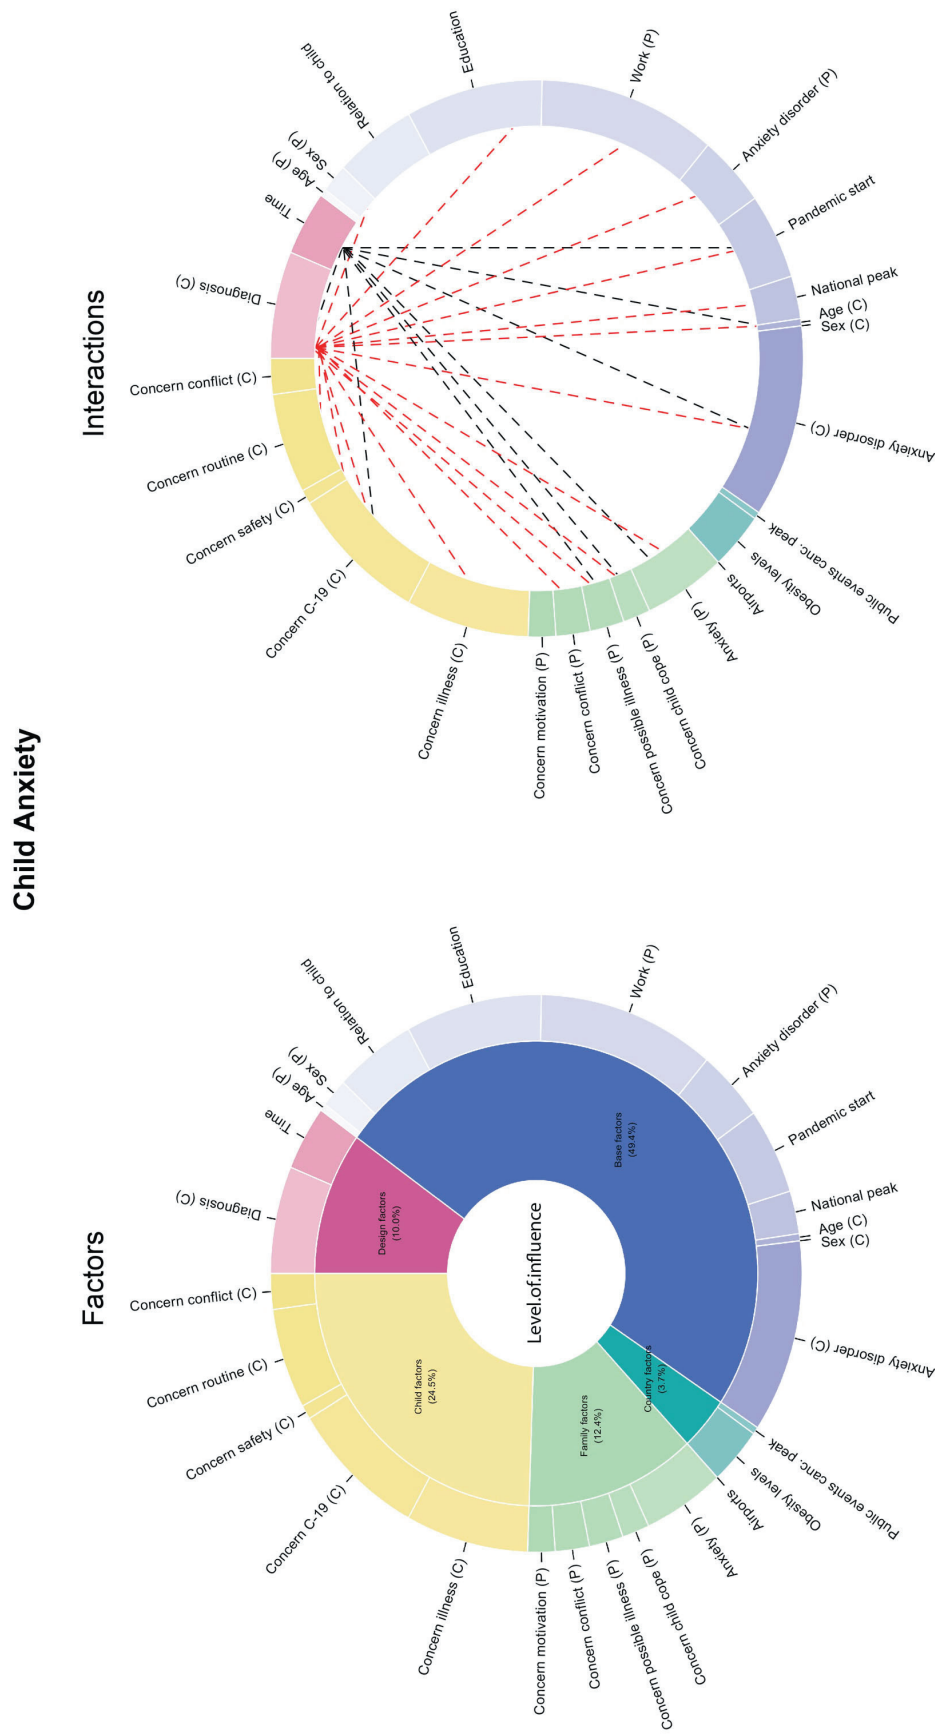 Child Anxiety
Factors
Diagnosis (C)
Time
Age (P)
Sex (P)
Relation to child
Education
Work (P)
Anxiety disorder (P)
Pandemic start
National peak
Age (C)
Sex (C)
Anxiety disorder (C)
Public events canc. peak
Obesity levels
Airports
Anxiety (P)
Concern child cope (P)
Concern possible illness (P)
Concern conflict (P)
Concern motivation (P)
Concern illness (C)
Concern C-19 (C)
Concern safety (C)
Concern routine (C)
Concern conflict (C)
Design factors
(10.0%)
Base factors
(49.4%)
Country factors
(3.7%)
Family factors
(12.4%)
Child factors
(24.5%)
Level.of.influence
Interactions
Diagnosis (C)
Time
Age (P)
Sex (P)
Relation to child
Education
Work (P)
Anxiety disorder (P)
Pandemic start
National peak
Age (C)
Sex (C)
Anxiety disorder (C)
Public events canc. peak
Obesity levels
Airports
Anxiety (P)
Concern child cope (P)
Concern possible illness (P)
Concern conflict (P)
Concern motivation (P)
Concern illness (C)
Concern C-19 (C)
Concern safety (C)
Concern routine (C)
Concern conflict (C)